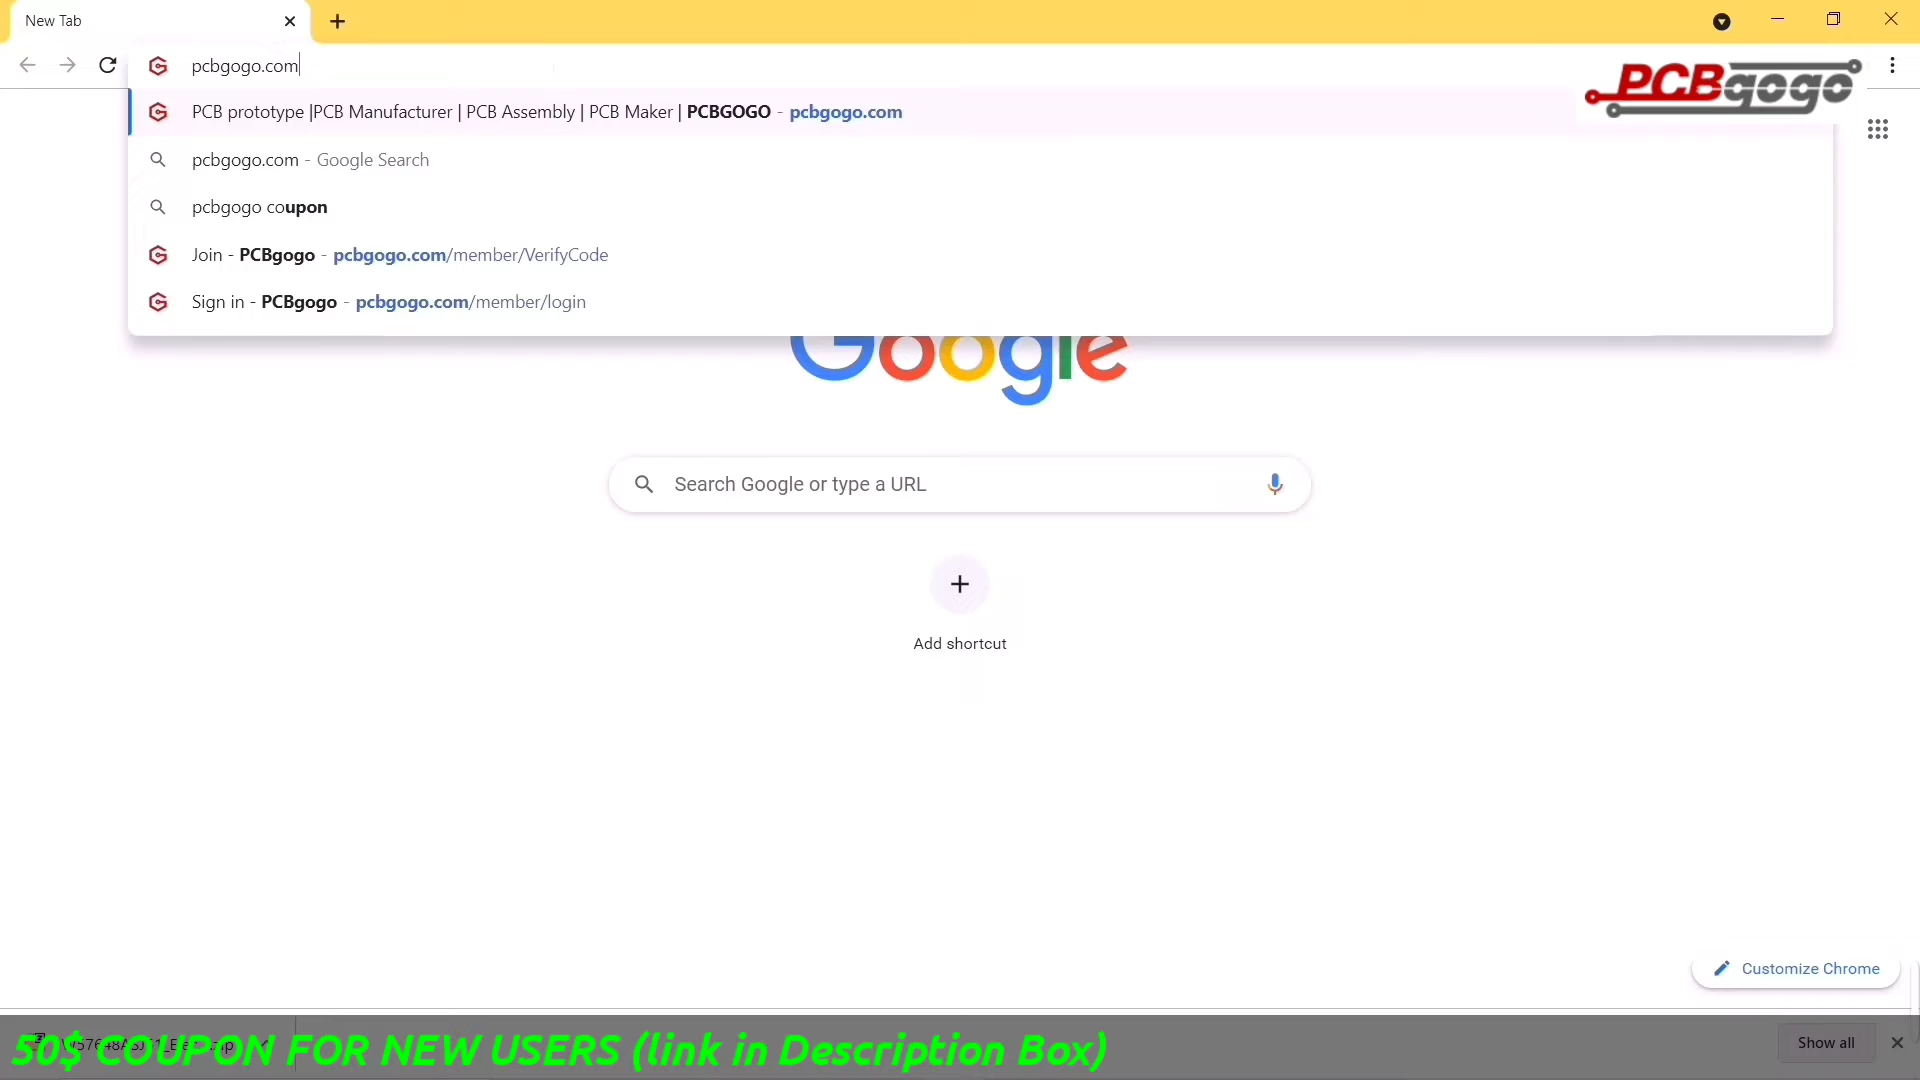 New Tab
pcbgogo.com
PCB prototype |PCB Manufacturer | PCB Assembly | PCB Maker | PCBGOGO - pcbgogo.com
PCBgogo
pcbgogo.com - Google Search
pcbgogo coupon
Join - PCBgogo - pcbgogo.com/member/VerifyCode
Sign in - PCBgogo - pcbgogo.com/member/login
Google
Search Google or type a URL
Add shortcut
Customize Chrome
50$ COUPON FOR NEW USERS (link in Description Box)
Show all